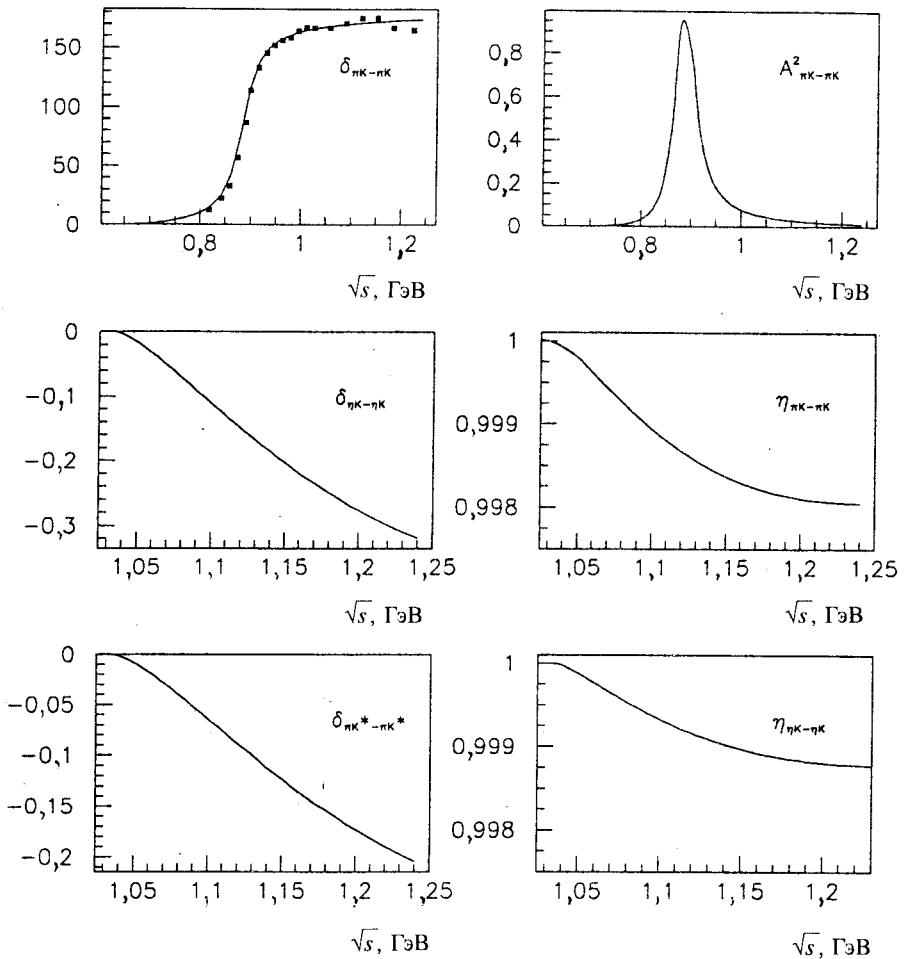 150
100
50
0
δπK−πK
0,8 1 1,2
√s, ГэВ
0,8
0,6
0,4
0,2
0
A²πK−πK
0,8 1 1,2
√s, ГэВ
0
−0,1
−0,2
−0,3
δηK−ηK
1,05 1,1 1,15 1,2 1,25
√s, ГэВ
1
0,999
0,998
ηπK−πK
1,05 1,1 1,15 1,2 1,25
√s, ГэВ
0
−0,05
−0,1
−0,15
−0,2
δπK*−πK*
1,05 1,1 1,15 1,2 1,25
√s, ГэВ
1
0,999
0,998
ηηK−ηK
1,05 1,1 1,15 1,2
√s, ГэВ